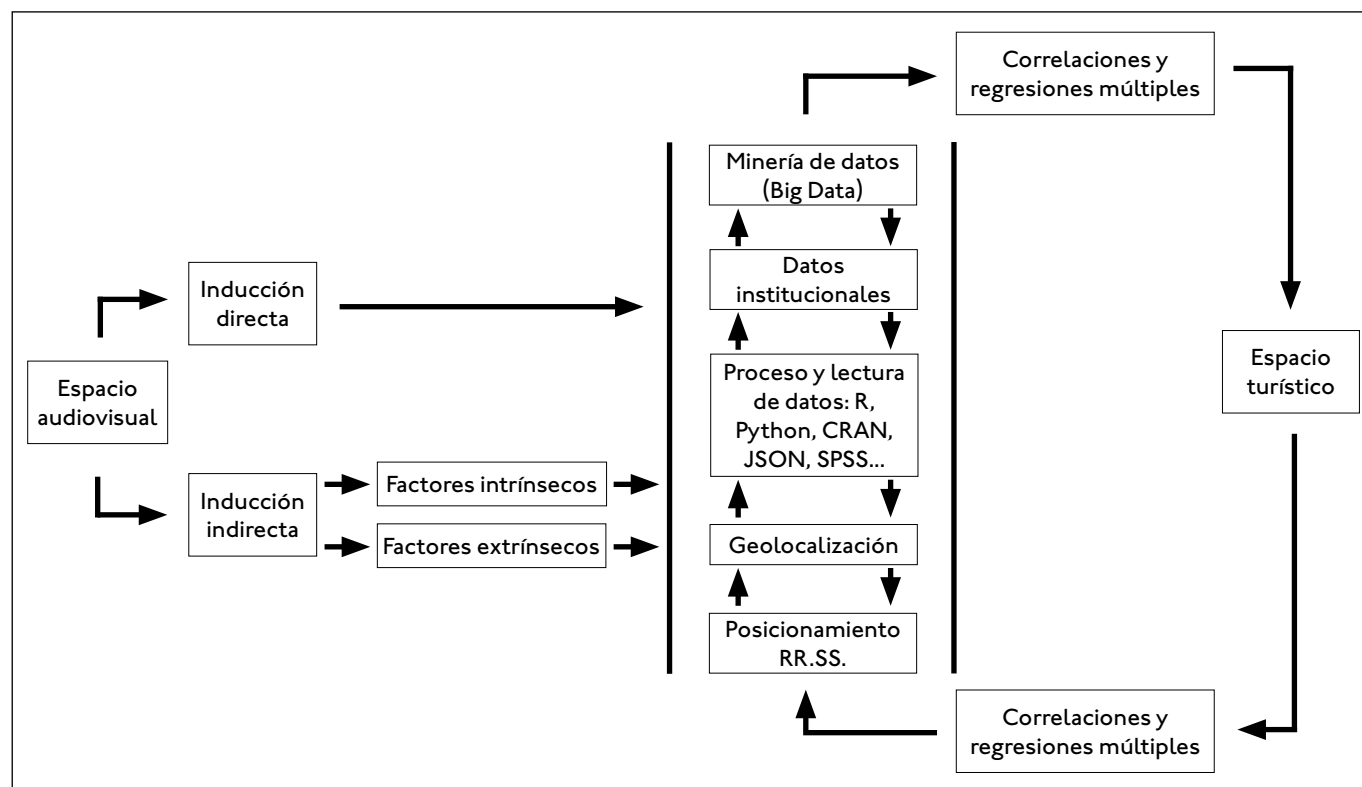 Correlaciones y
regresiones múltiples
Minería de datos
(Big Data)
Datos
institucionales
Inducción
directa
Proceso y lectura
de datos: R,
Python, CRAN,
JSON, SPSS...
Espacio
turístico
Espacio
audiovisual
Factores intrínsecos
Inducción
indirecta
Factores extrínsecos
Geolocalización
Posicionamiento
RR.SS.
Correlaciones y
regresiones múltiples